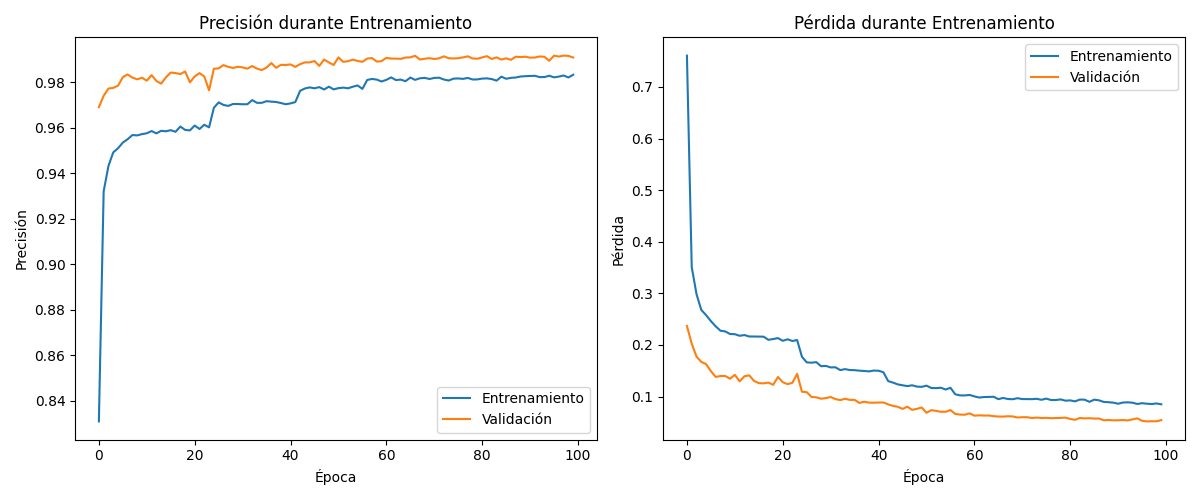 Precisión durante Entrenamiento
0.98
0.96
0.94
0.92
0.90
0.88
0.86
0.84
Precisión
0 20 40 60 80 100
Época
Entrenamiento
Validación
Pérdida durante Entrenamiento
0.7
0.6
0.5
0.4
0.3
0.2
0.1
Pérdida
0 20 40 60 80 100
Época
Entrenamiento
Validación